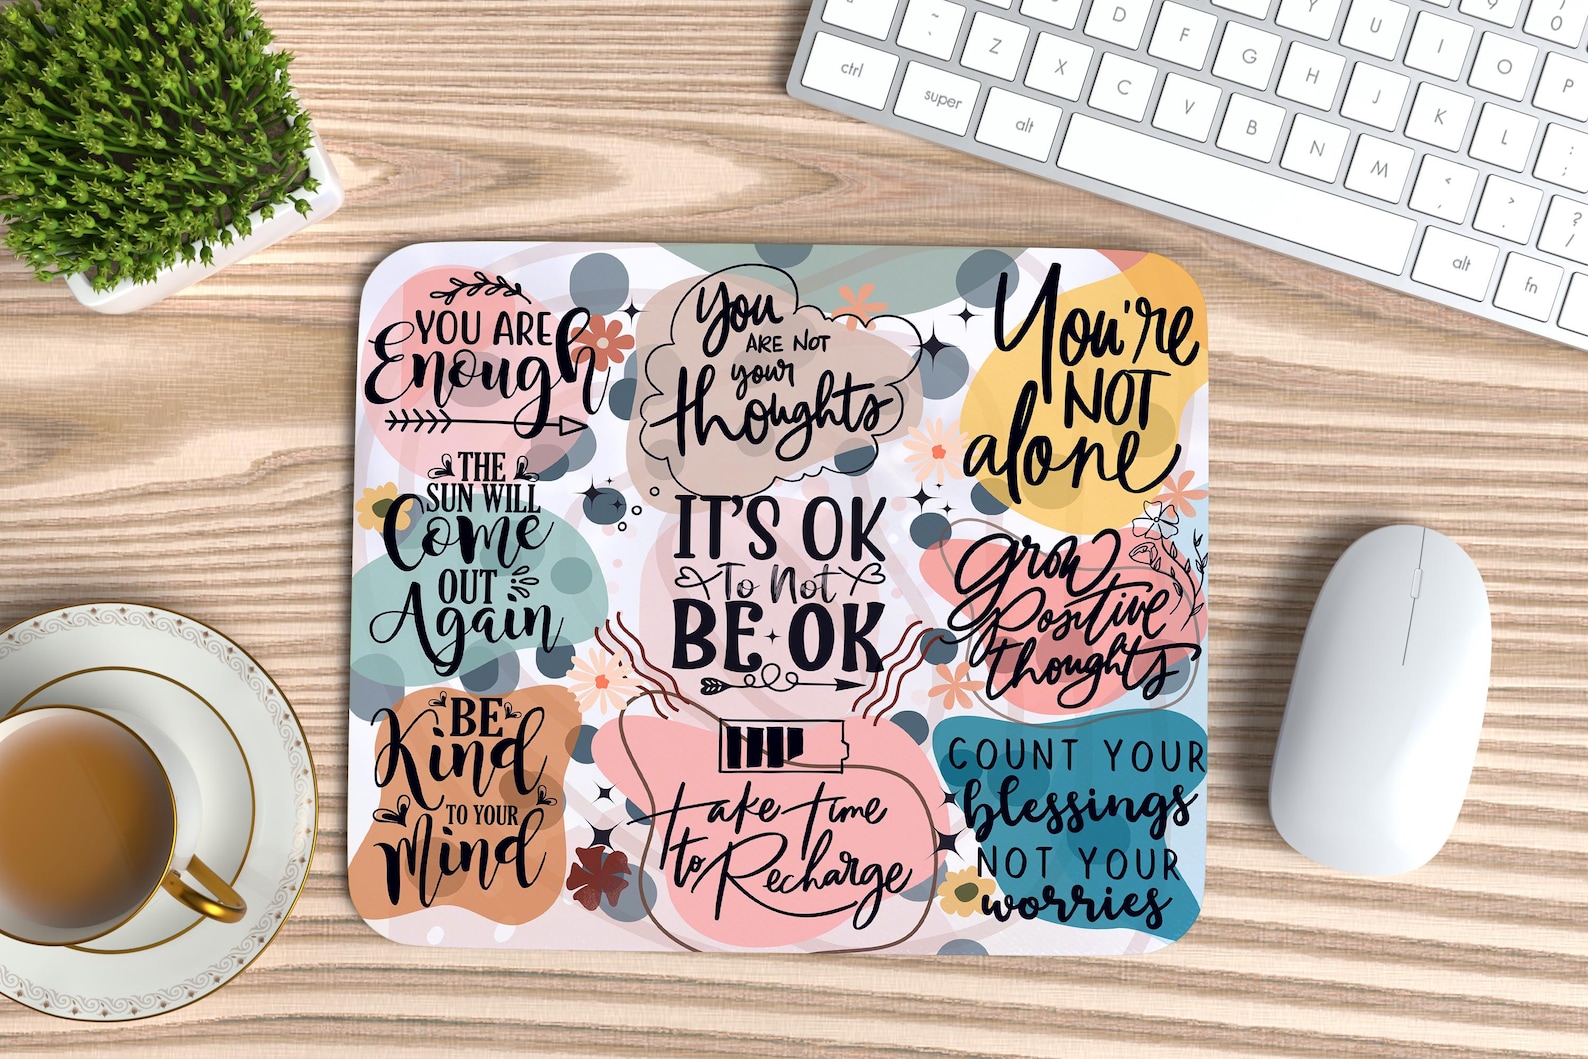 9 0
Y U I O P
D F G H J K L
Z X C V B N M
ctrl super alt alt fn
YOU ARE
Enough
You
ARE NOT
your
thoughts
You're
NOT
alone
THE
SUN WILL
Come
OUT
Again
IT'S OK
To Not
BE OK
grow
Positive
thoughts
BE
Kind
TO YOUR
Mind
take time
to Recharge
COUNT YOUR
blessings
NOT YOUR
worries